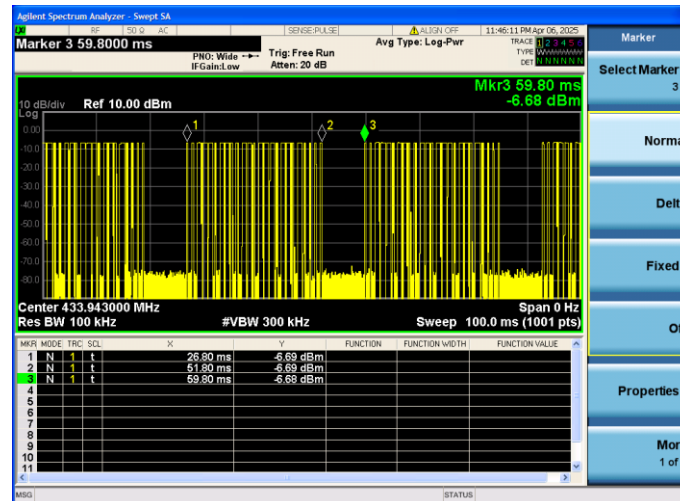 Agilent Spectrum Analyzer - Swept SA
RF 50 Ω AC SENSE:PULSE ALIGN OFF 11:46:11 PM Apr 06, 2025
Marker 3 59.8000 ms
PNO: Wide
IFGain:Low
Trig: Free Run
Atten: 20 dB
Avg Type: Log-Pwr
TRACE 1 2 3 4 5 6
TYPE
DET N N N N N N
Mkr3 59.80 ms
-6.68 dBm
10 dB/div Ref 10.00 dBm
Log
1 2 3
0.00
-10.0
-20.0
-30.0
-40.0
-50.0
-60.0
-70.0
-80.0
Center 433.943000 MHz Span 0 Hz
Res BW 100 kHz #VBW 300 kHz Sweep 100.0 ms (1001 pts)
MKR MODE TRC SCL X Y FUNCTION FUNCTION WIDTH FUNCTION VALUE
1 N 1 t 26.80 ms -6.69 dBm
2 N 1 t 51.80 ms -6.69 dBm
3 N 1 t 59.80 ms -6.68 dBm
4
5
6
7
8
9
10
11
MSG STATUS
Marker
Select Marker
3
Norma
Delt
Fixed
Of
Properties
Mor
1 of